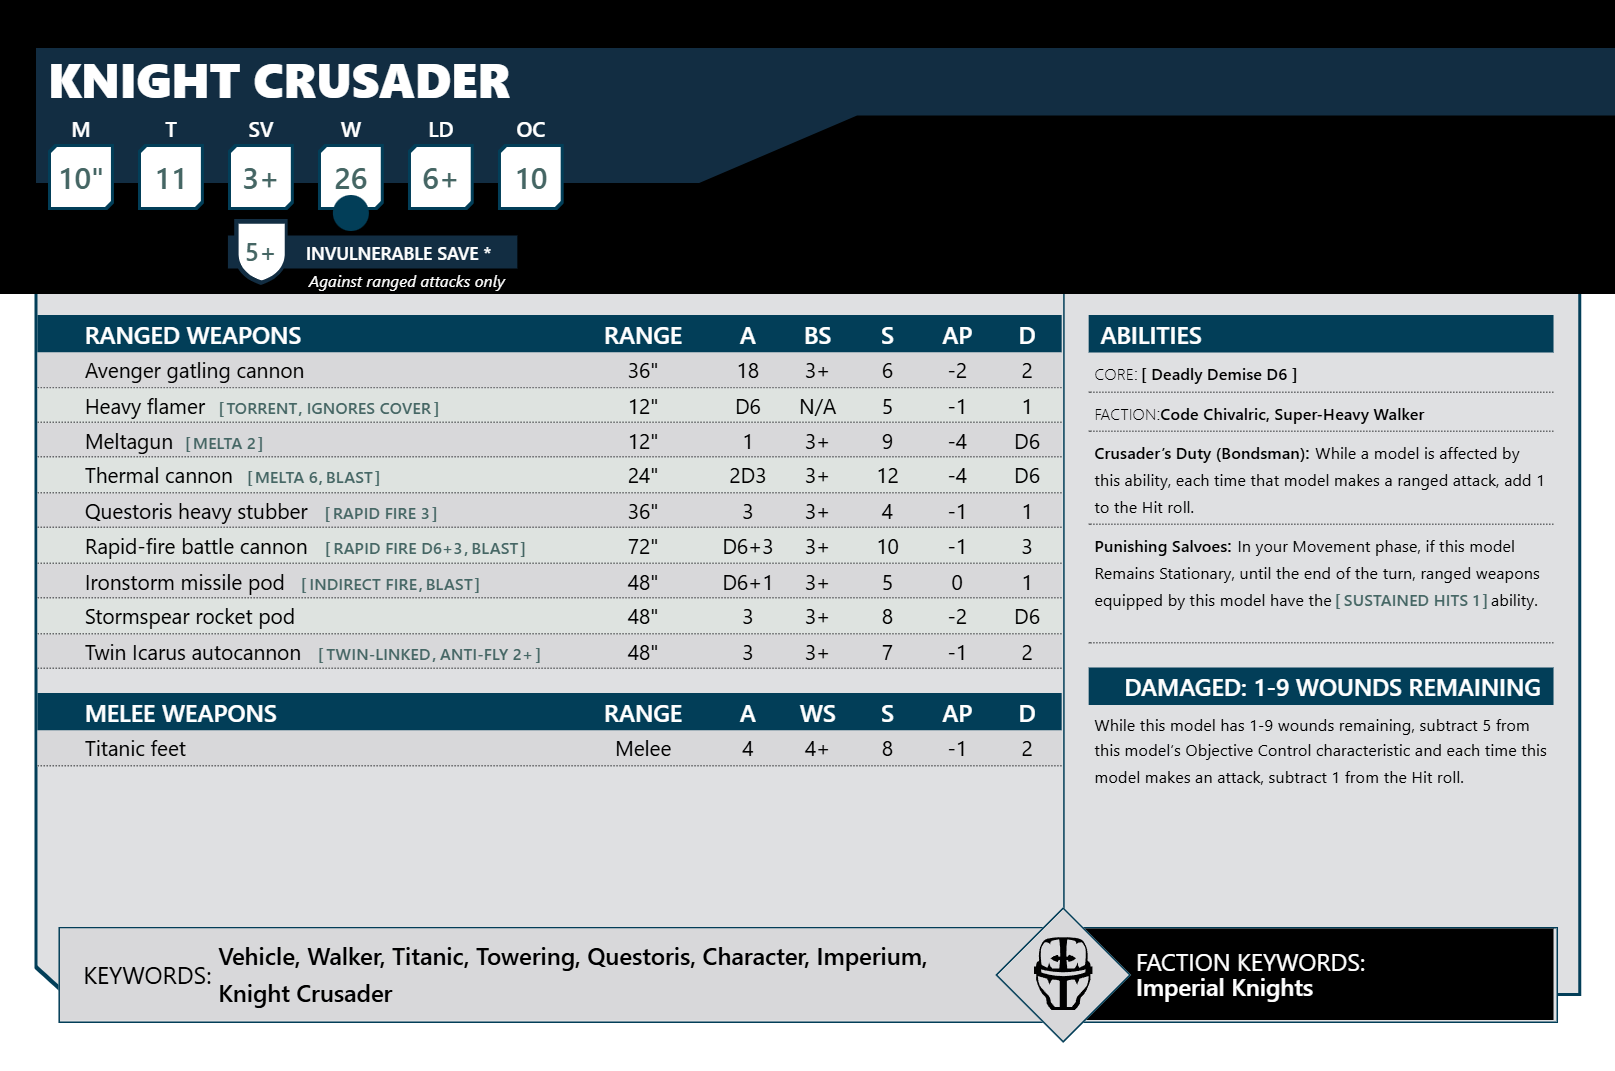 KNIGHT CRUSADER
M T SV W LD OC
10" 11 3+ 26 6+ 10
5+ INVULNERABLE SAVE *
Against ranged attacks only
RANGED WEAPONS RANGE A BS S AP D
Avenger gatling cannon 36" 18 3+ 6 -2 2
Heavy flamer [TORRENT, IGNORES COVER] 12" D6 N/A 5 -1 1
Meltagun [MELTA 2] 12" 1 3+ 9 -4 D6
Thermal cannon [MELTA 6, BLAST] 24" 2D3 3+ 12 -4 D6
Questoris heavy stubber [RAPID FIRE 3] 36" 3 3+ 4 -1 1
Rapid-fire battle cannon [RAPID FIRE D6+3, BLAST] 72" D6+3 3+ 10 -1 3
Ironstorm missile pod [INDIRECT FIRE, BLAST] 48" D6+1 3+ 5 0 1
Stormspear rocket pod 48" 3 3+ 8 -2 D6
Twin Icarus autocannon [TWIN-LINKED, ANTI-FLY 2+] 48" 3 3+ 7 -1 2
MELEE WEAPONS RANGE A WS S AP D
Titanic feet Melee 4 4+ 8 -1 2
ABILITIES
CORE: [ Deadly Demise D6 ]
FACTION:Code Chivalric, Super-Heavy Walker
Crusader's Duty (Bondsman): While a model is affected by
this ability, each time that model makes a ranged attack, add 1
to the Hit roll.
Punishing Salvoes: In your Movement phase, if this model
Remains Stationary, until the end of the turn, ranged weapons
equipped by this model have the [SUSTAINED HITS 1] ability.
DAMAGED: 1-9 WOUNDS REMAINING
While this model has 1-9 wounds remaining, subtract 5 from
this model's Objective Control characteristic and each time this
model makes an attack, subtract 1 from the Hit roll.
KEYWORDS: Vehicle, Walker, Titanic, Towering, Questoris, Character, Imperium,
Knight Crusader
FACTION KEYWORDS:
Imperial Knights